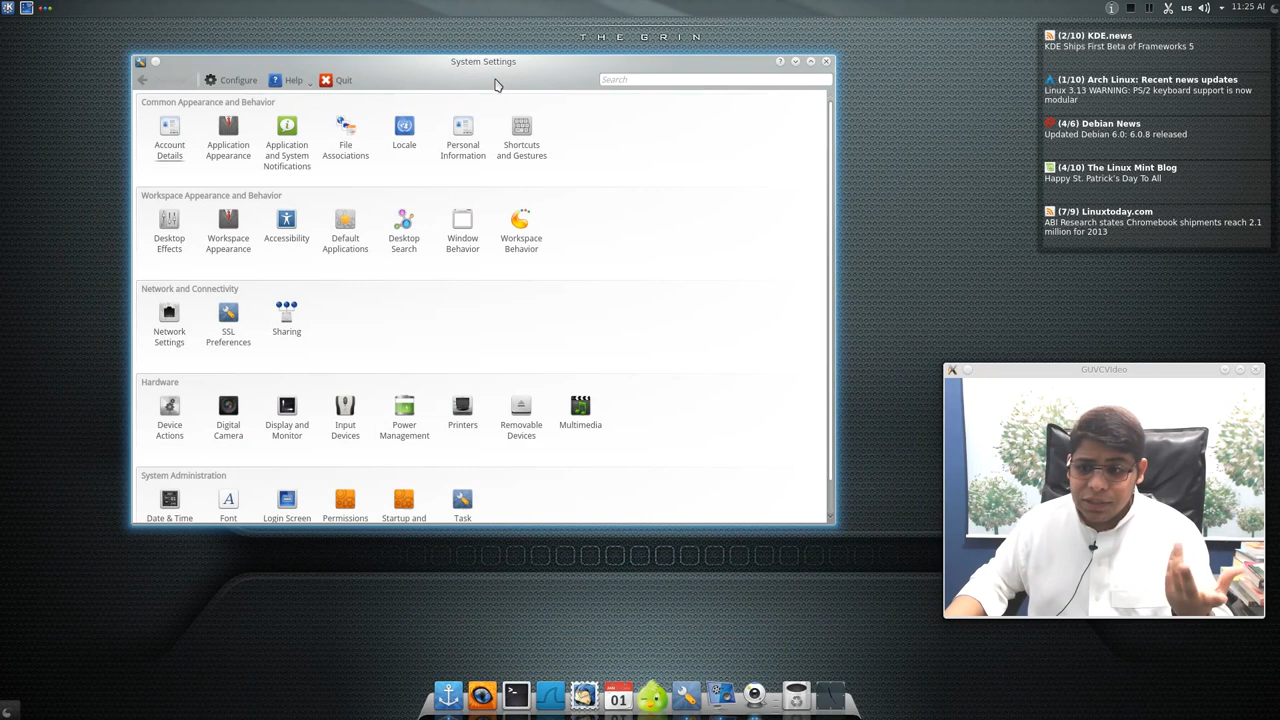 us
11:25 AI
THE GRIN
System Settings
Configure
Help
Quit
Search
Common Appearance and Behavior
Account Details
Application Appearance
Application and System Notifications
File Associations
Locale
Personal Information
Shortcuts and Gestures
Workspace Appearance and Behavior
Desktop Effects
Workspace Appearance
Accessibility
Default Applications
Desktop Search
Window Behavior
Workspace Behavior
Network and Connectivity
Network Settings
SSL Preferences
Sharing
Hardware
Device Actions
Digital Camera
Display and Monitor
Input Devices
Power Management
Printers
Removable Devices
Multimedia
System Administration
Date & Time
Font
Login Screen
Permissions
Startup and
Task
(2/10) KDE.news
KDE Ships First Beta of Frameworks 5
(1/10) Arch Linux: Recent news updates
Linux 3.13 WARNING: PS/2 keyboard support is now
modular
(4/6) Debian News
Updated Debian 6.0: 6.0.8 released
(4/10) The Linux Mint Blog
Happy St. Patrick's Day To All
(7/9) Linuxtoday.com
ABI Research states Chromebook shipments reach 2.1
million for 2013
GUVCVideo
01